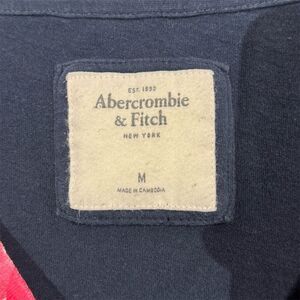 EST. 1892
Abercrombie
& Fitch
NEW YORK
M
MADE IN CAMBODIA